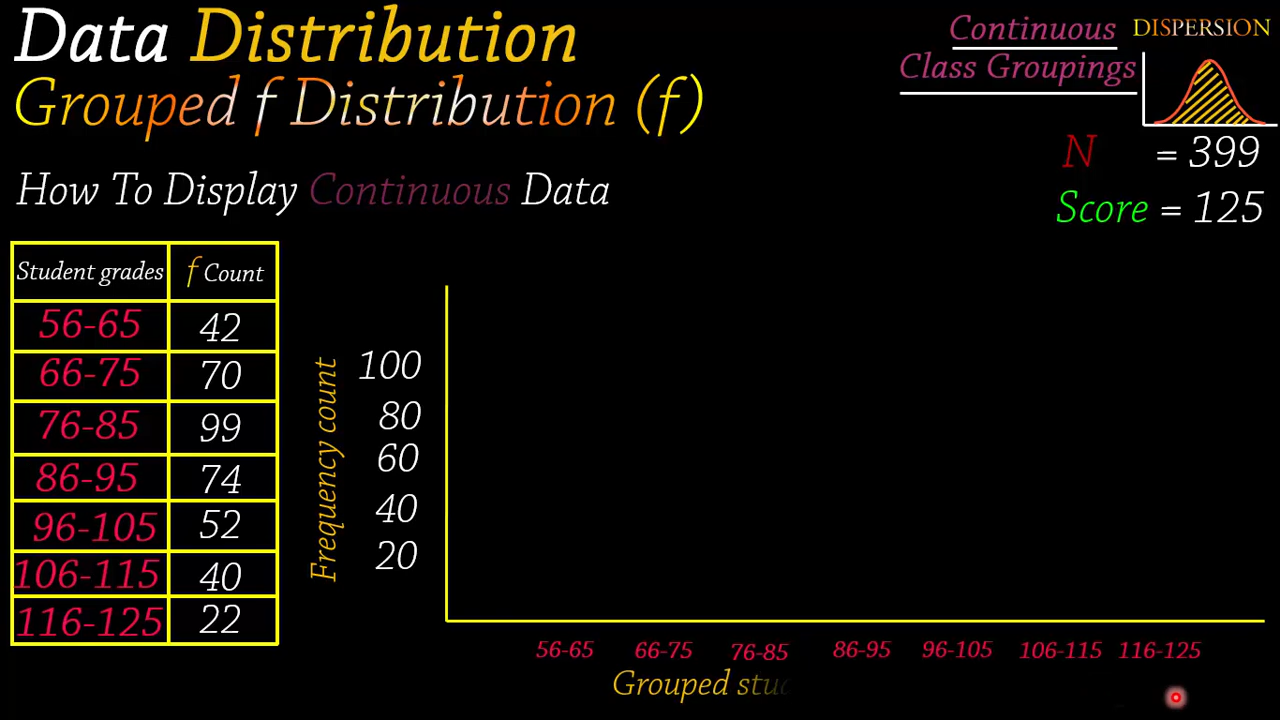 Data Distribution
Grouped f Distribution (f)
How To Display Continuous Data
Continuous
Class Groupings
DISPERSION
N = 399
Score = 125
Student grades f Count
56-65 42
66-75 70
76-85 99
86-95 74
96-105 52
106-115 40
116-125 22
Frequency count
100
80
60
40
20
56-65 66-75 76-85 86-95 96-105 106-115 116-125
Grouped stud